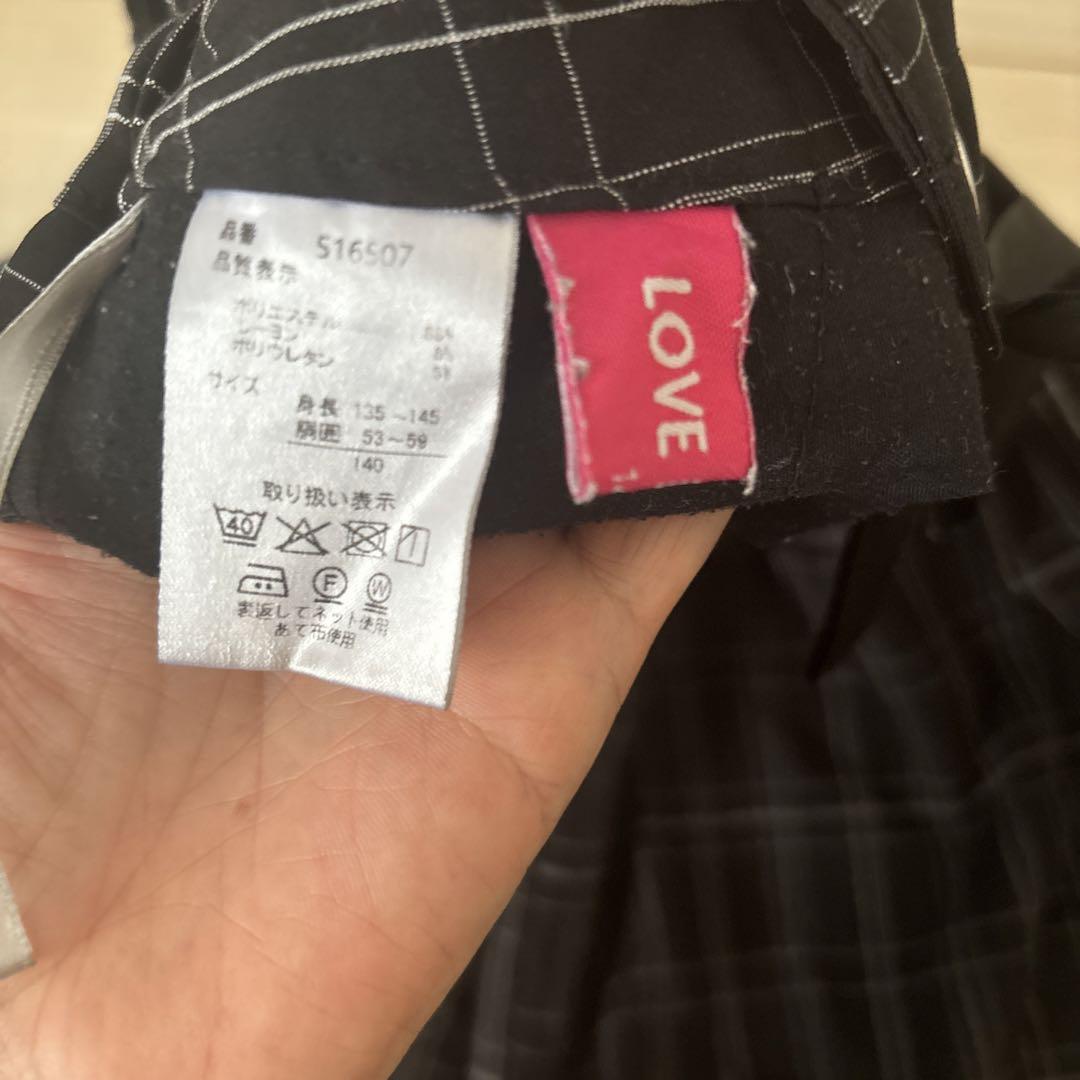 品番 S16507
品質表示
ポリエステル
レーヨン
ポリウレタン
サイズ
身長 135~145
胴囲 53~59
140
取り扱い表示
40
F W
裏返してネット使用
あて布使用
LOVE